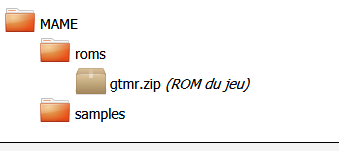 MAME
roms
gtmr.zip (ROM du jeu)
samples